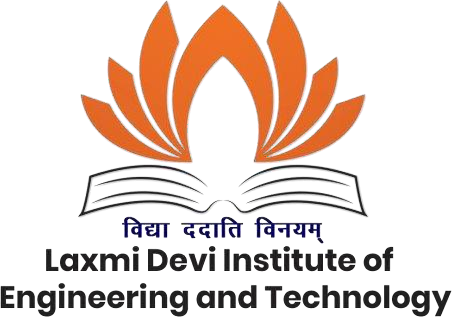 विद्या ददाति विनयम्
Laxmi Devi Institute of
Engineering and Technology